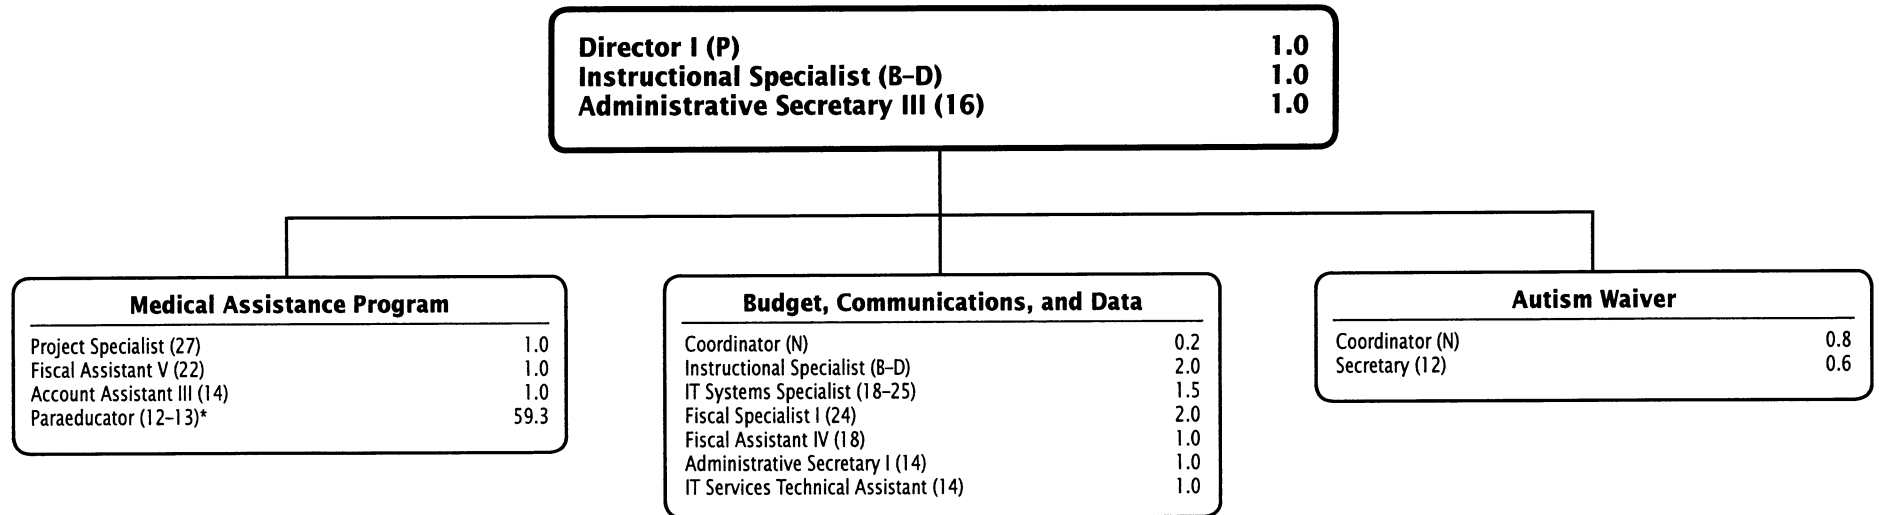 Director I (P) 1.0
Instructional Specialist (B–D) 1.0
Administrative Secretary III (16) 1.0
Medical Assistance Program
Project Specialist (27) 1.0
Fiscal Assistant V (22) 1.0
Account Assistant III (14) 1.0
Paraeducator (12–13)* 59.3
Budget, Communications, and Data
Coordinator (N) 0.2
Instructional Specialist (B–D) 2.0
IT Systems Specialist (18–25) 1.5
Fiscal Specialist I (24) 2.0
Fiscal Assistant IV (18) 1.0
Administrative Secretary I (14) 1.0
IT Services Technical Assistant (14) 1.0
Autism Waiver
Coordinator (N) 0.8
Secretary (12) 0.6